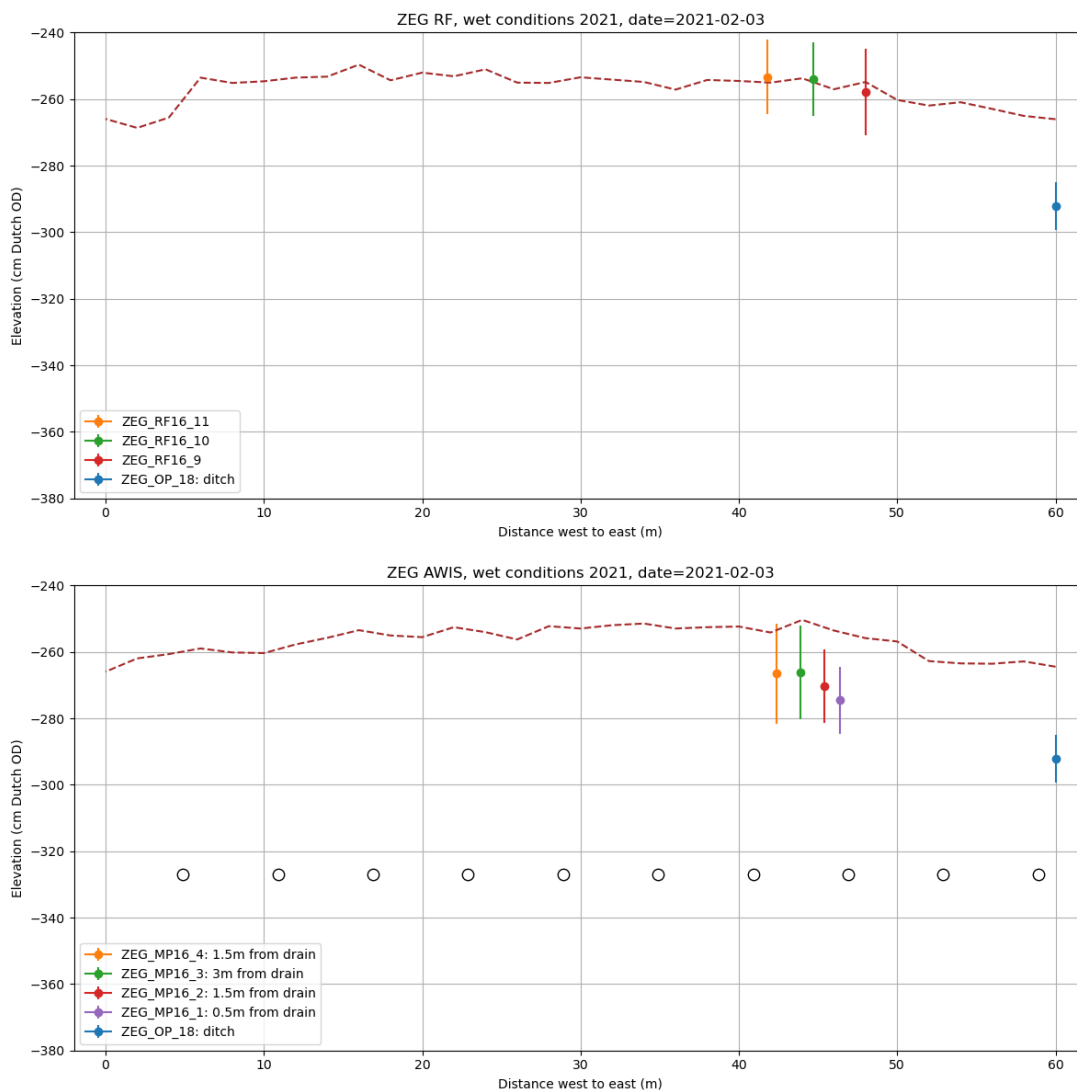 ZEG RF, wet conditions 2021, date=2021-02-03
−240
−260
−280
−300
−320
−340
−360
−380
Elevation (cm Dutch OD)
ZEG_RF16_11
ZEG_RF16_10
ZEG_RF16_9
ZEG_OP_18: ditch
0 10 20 30 40 50 60
Distance west to east (m)
ZEG AWIS, wet conditions 2021, date=2021-02-03
−240
−260
−280
−300
−320
−340
−360
−380
Elevation (cm Dutch OD)
ZEG_MP16_4: 1.5m from drain
ZEG_MP16_3: 3m from drain
ZEG_MP16_2: 1.5m from drain
ZEG_MP16_1: 0.5m from drain
ZEG_OP_18: ditch
0 10 20 30 40 50 60
Distance west to east (m)